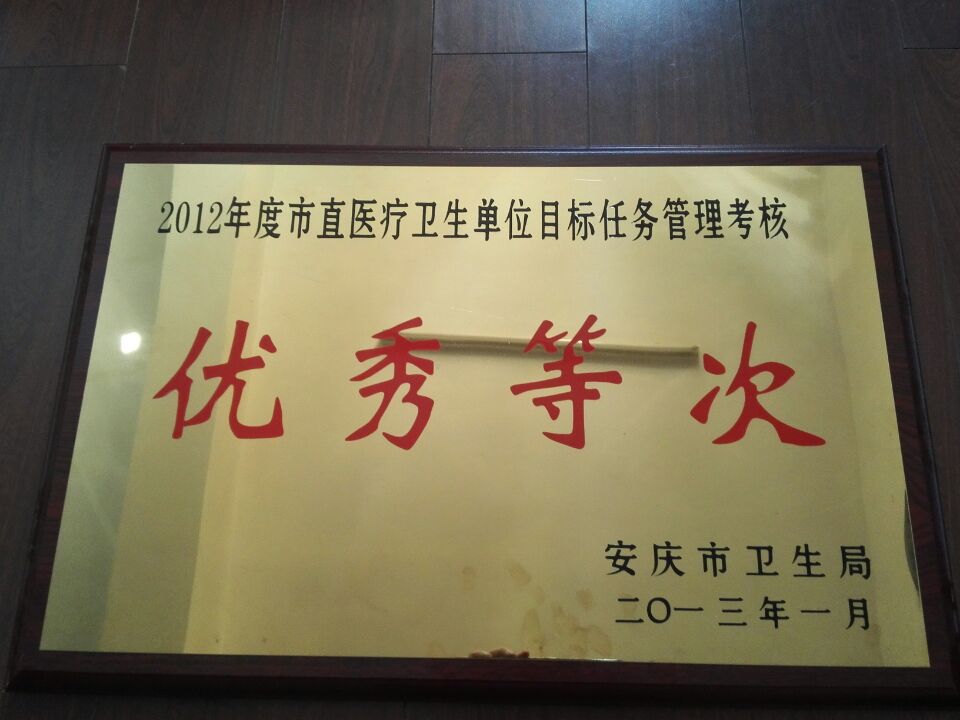 2012年度市直医疗卫生单位目标任务管理考核
优秀等次
安庆市卫生局
二〇一三年一月